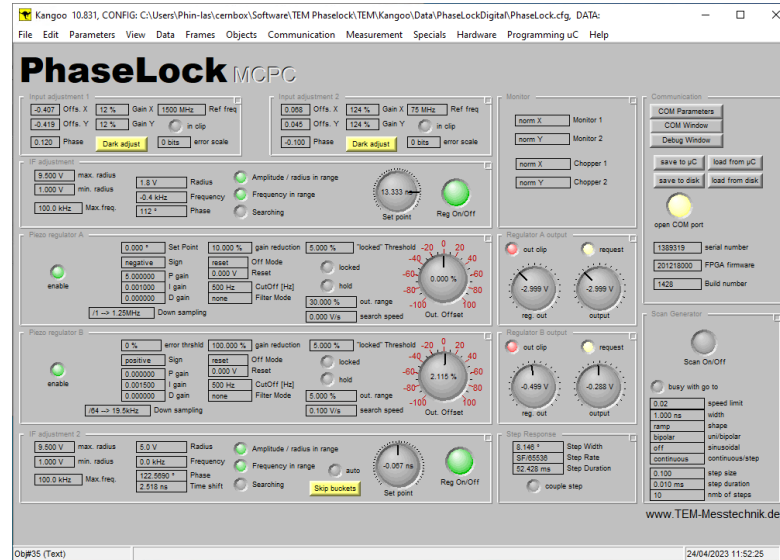 Kangoo 10.831, CONFIG: C:\Users\Phin-las\cernbox\Software\TEM Phaselock\TEM\Kangoo\Data\PhaseLockDigital\PhaseLock.cfg, DATA:
File Edit Parameters View Data Frames Objects Communication Measurement Specials Hardware Programming uC Help
PhaseLock MCPC
Input adjustment 1
-0.407 Offs. X 12 % Gain X 1500 MHz Ref freq
-0.419 Offs. Y 12 % Gain Y in clip
0.120 Phase Dark adjust 0 bits error scale
Input adjustment 2
0.068 Offs. X 124 % Gain X 75 MHz Ref freq
0.045 Offs. Y 124 % Gain Y in clip
-0.100 Phase Dark adjust 0 bits error scale
Monitor
norm X Monitor 1
norm Y Monitor 2
norm X Chopper 1
norm Y Chopper 2
Communication
COM Parameters
COM Window
Debug Window
save to µC load from µC
save to disk load from disk
open COM port
1389319 serial number
201218000 FPGA firmware
1428 Build number
IF adjustment
9.500 V max. radius
1.000 V min. radius
100.0 kHz Max.freq.
1.8 V Radius
-0.4 kHz Frequency
112 ° Phase
Amplitude / radius in range
Frequency in range
Searching
13.333 ns
Set point
Reg On/Off
Piezo regulator A
enable
0.000 ° Set Point
negative Sign
5.000000 P gain
0.001000 I gain
0.000000 D gain
/1 --> 1.25MHz Down sampling
10.000 % gain reduction
reset Off Mode
0.000 V Reset
500 Hz CutOff [Hz]
none Filter Mode
5.000 % "locked" Threshold
locked
hold
30.000 % out. range
0.000 V/s search speed
-100 -80 -60 -40 -20 0 20 40 60 80 100
0.000 %
Out. Offset
Regulator A output
out clip request
-2.999 V -2.999 V
reg. out output
Piezo regulator B
enable
0 % error thrshld
positive Sign
0.000000 P gain
0.001500 I gain
0.000000 D gain
/64 --> 19.5kHz Down sampling
100.000 % gain reduction
reset Off Mode
0.000 V Reset
500 Hz CutOff [Hz]
none Filter Mode
5.000 % "locked" Threshold
locked
hold
5.000 % out. range
0.100 V/s search speed
-100 -80 -60 -40 -20 0 20 40 60 80 100
2.115 %
Out. Offset
Regulator B output
out clip request
-0.499 V -0.288 V
reg. out output
Scan Generator
Scan On/Off
busy with go to
0.02 speed limit
1.000 ns width
ramp shape
bipolar uni/bipolar
off sinusoidal
continuous continuous/step
0.100 step size
0.010 ms step duration
10 nmb of steps
IF adjustment 2
9.500 V max. radius
1.000 V min. radius
100.0 kHz Max.freq.
5.0 V Radius
0.0 kHz Frequency
122.5690 ° Phase
2.518 ns Time shift
Amplitude / radius in range
Frequency in range
Searching
auto
Skip buckets
-0.067 ns
Set point
Reg On/Off
Step Response
8.146 ° Step Width
SF/65536 Step Rate
52.428 ms Step Duration
couple step
www.TEM-Messtechnik.de
Obj#35 (Text)
24/04/2023 11:52:25